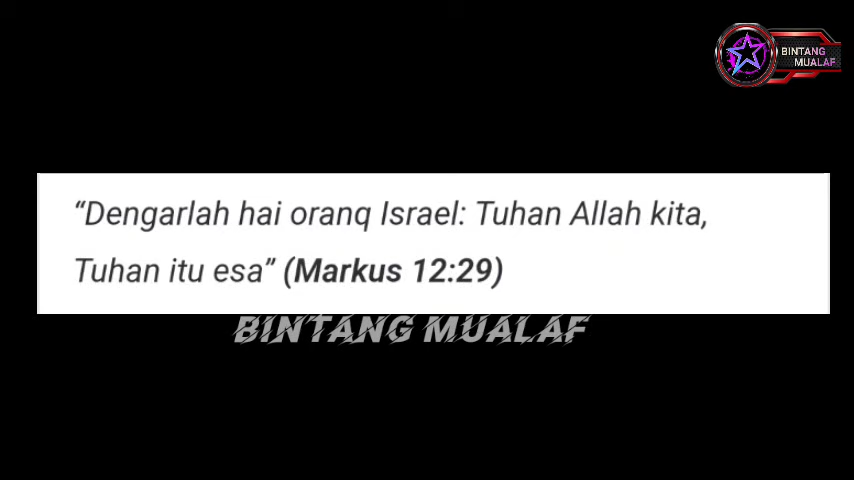 BINTANG
MUALAF
“Dengarlah hai oranq Israel: Tuhan Allah kita,
Tuhan itu esa” (Markus 12:29)
BINTANG MUALAF